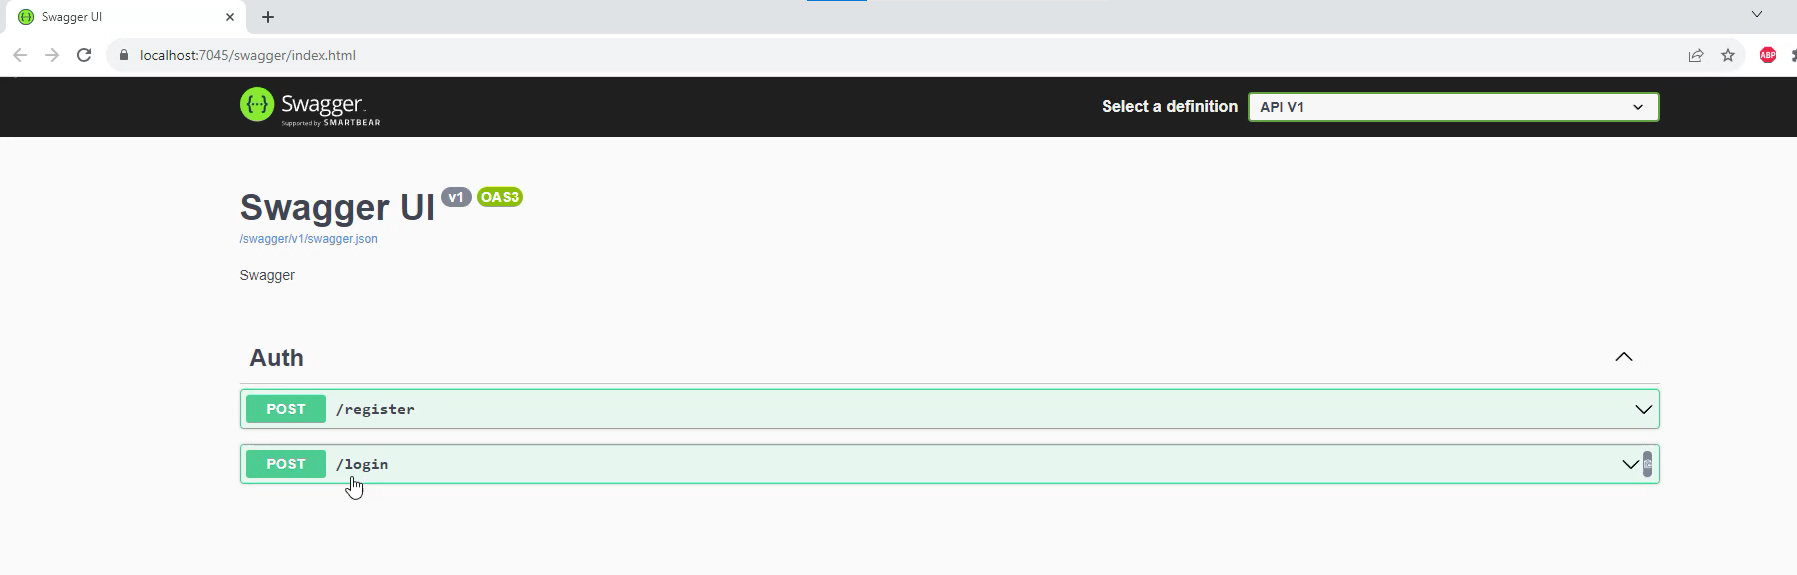 Swagger UI
localhost:7045/swagger/index.html
ABP
Swagger
Supported by SMARTBEAR
Select a definition
API V1
Swagger UI v1 OAS3
/swagger/v1/swagger.json
Swagger
Auth
POST /register
POST /login